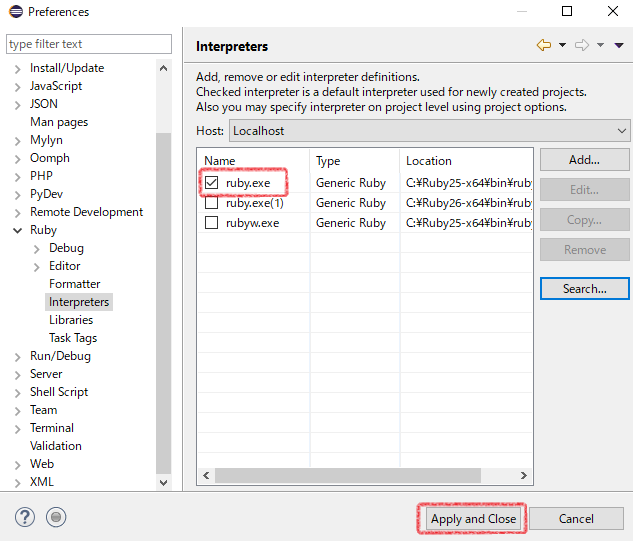 Preferences
type filter text
Install/Update
JavaScript
JSON
Man pages
Mylyn
Oomph
PHP
PyDev
Remote Development
Ruby
Debug
Editor
Formatter
Interpreters
Libraries
Task Tags
Run/Debug
Server
Shell Script
Team
Terminal
Validation
Web
XML
Interpreters
Add, remove or edit interpreter definitions.
Checked interpreter is a default interpreter used for newly created projects.
Also you may specify interpreter on project level using project options.
Host: Localhost
Name Type Location
ruby.exe Generic Ruby C:¥Ruby25-x64¥bin¥ruby
ruby.exe(1) Generic Ruby C:¥Ruby26-x64¥bin¥ruby
rubyw.exe Generic Ruby C:¥Ruby25-x64¥bin¥ruby
Add...
Edit...
Copy...
Remove
Search...
?
Apply and Close
Cancel